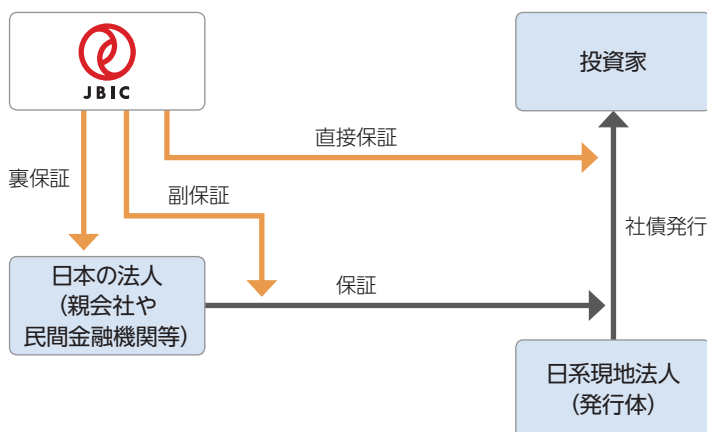 JBIC
投資家
直接保証
裏保証
副保証
社債発行
日本の法人
(親会社や
民間金融機関等)
保証
日系現地法人
(発行体)